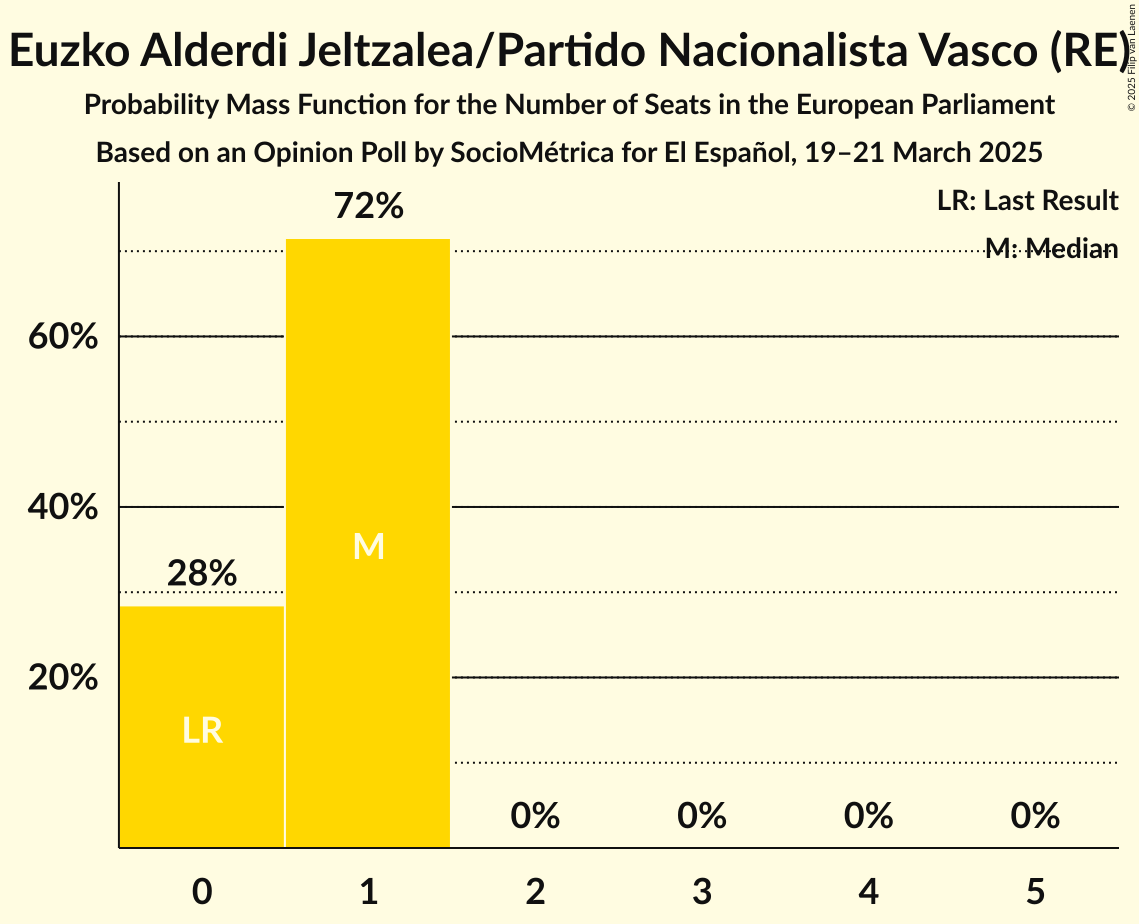 Euzko Alderdi Jeltzalea/Partido Nacionalista Vasco (RE)
© 2025 Filip van Laenen
Probability Mass Function for the Number of Seats in the European Parliament
Based on an Opinion Poll by SocioMétrica for El Español, 19–21 March 2025
LR: Last Result
M: Median
72%
60%
40%
28%
20%
M
LR
0%
0%
0%
0%
0
1
2
3
4
5